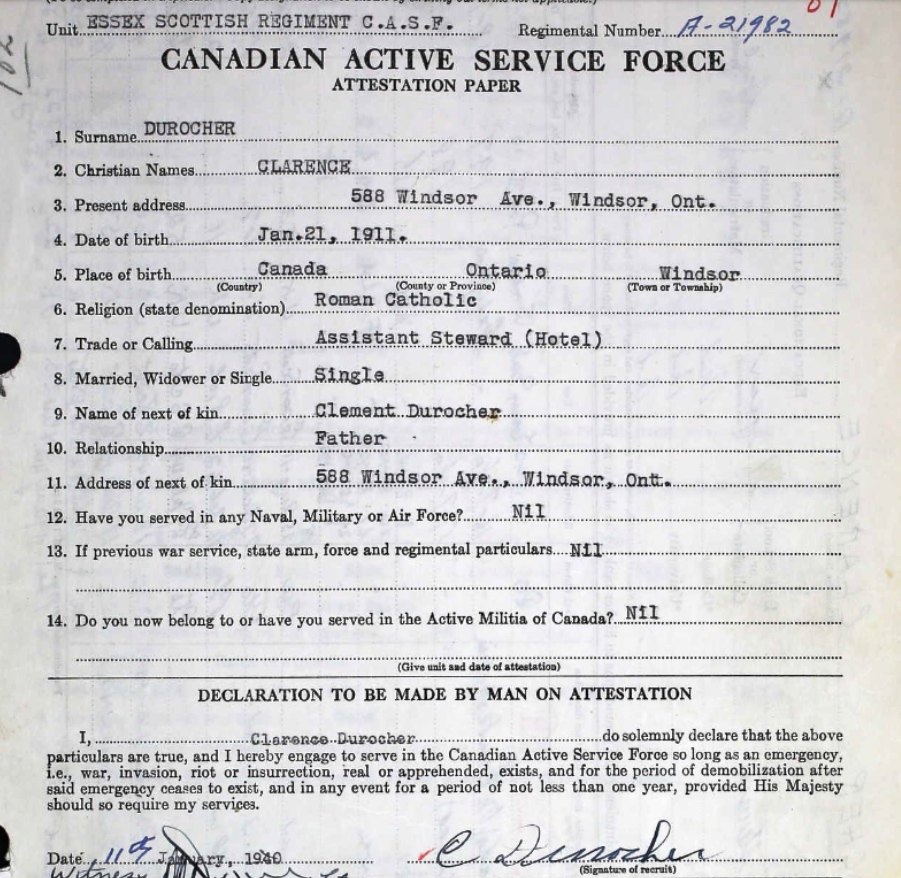 Unit ESSEX SCOTTISH REGIMENT C.A.S.F. Regimental Number A-21982
CANADIAN ACTIVE SERVICE FORCE
ATTESTATION PAPER
1. Surname DUROCHER
2. Christian Names CLARENCE
3. Present address 588 Windsor Ave., Windsor, Ont.
4. Date of birth Jan.21, 1911.
5. Place of birth Canada Ontario Windsor
(Country) (County or Province) (Town or Township)
6. Religion (state denomination) Roman Catholic
7. Trade or Calling Assistant Steward (Hotel)
8. Married, Widower or Single Single
9. Name of next of kin Clement Durocher
10. Relationship Father
11. Address of next of kin 588 Windsor Ave., Windsor, Ont.
12. Have you served in any Naval, Military or Air Force? Nil
13. If previous war service, state arm, force and regimental particulars Nil
14. Do you now belong to or have you served in the Active Militia of Canada? Nil
(Give unit and date of attestation)
DECLARATION TO BE MADE BY MAN ON ATTESTATION
I, Clarence Durocher do solemnly declare that the above
particulars are true, and I hereby engage to serve in the Canadian Active Service Force so long as an emergency,
i.e., war, invasion, riot or insurrection, real or apprehended, exists, and for the period of demobilization after
said emergency ceases to exist, and in any event for a period of not less than one year, provided His Majesty
should so require my services.
Date 11th January, 1940 C Durocher
(Signature of recruit)
Witness